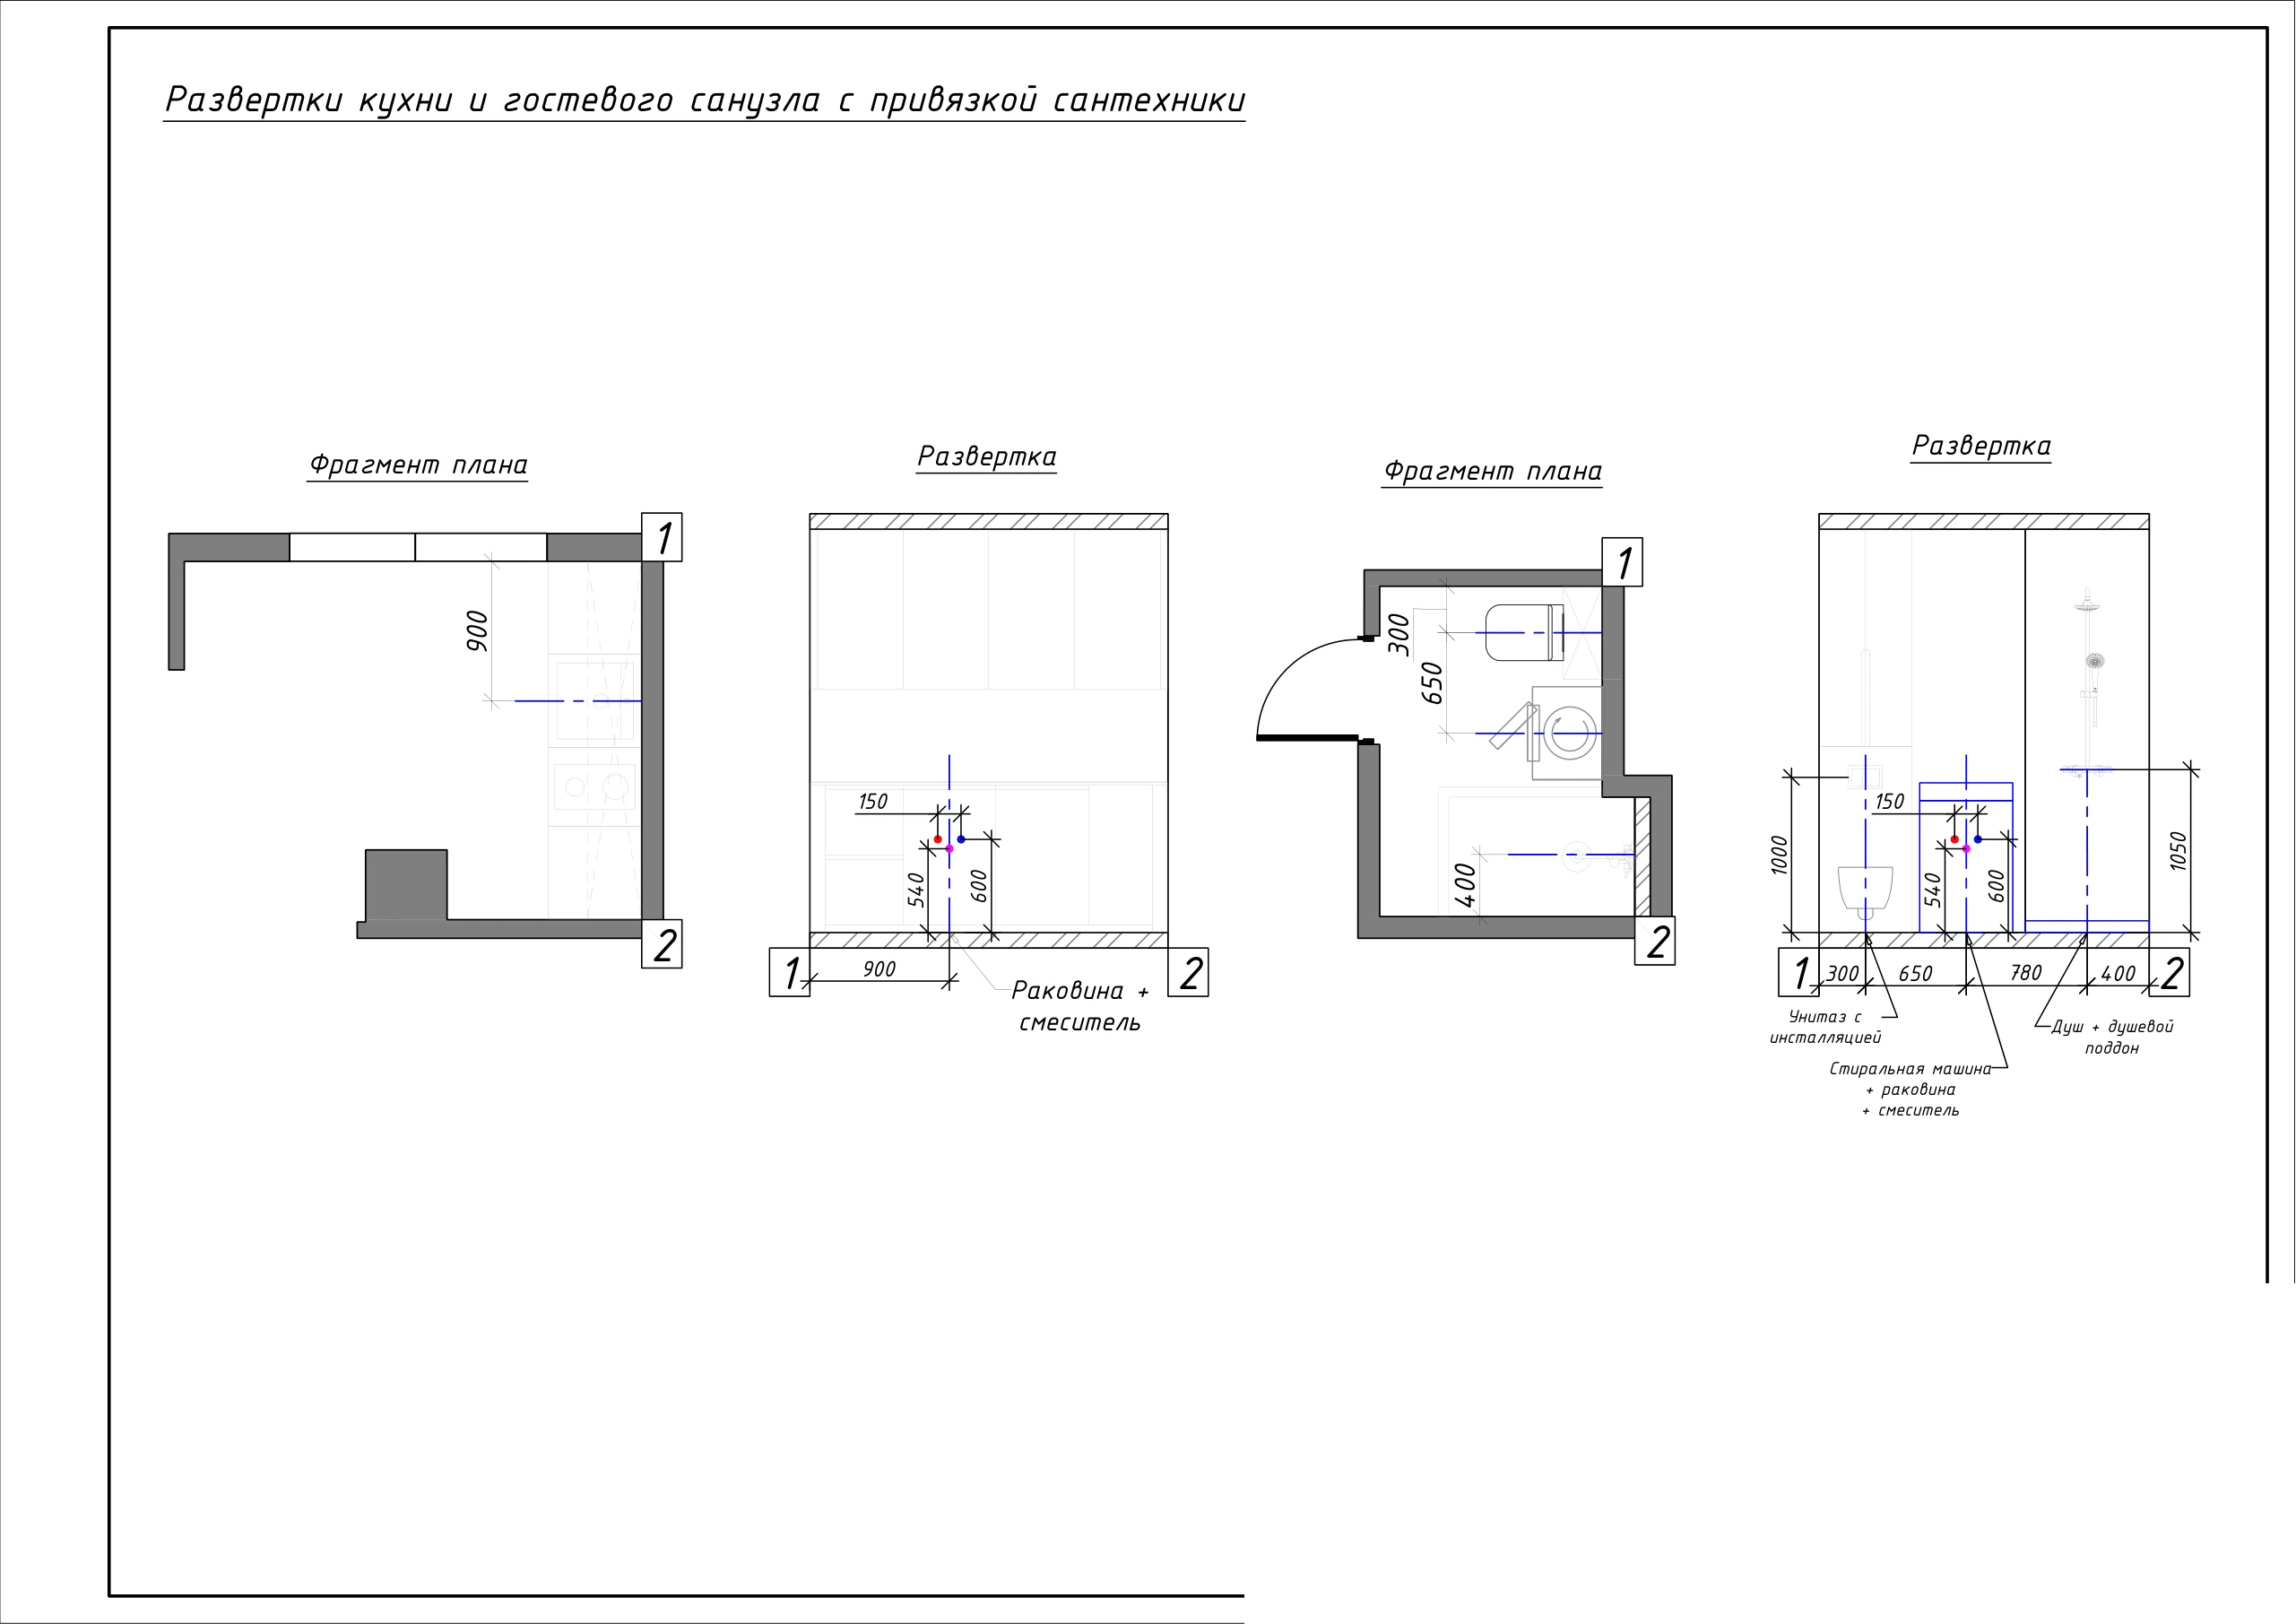 Развертки кухни и гостевого санузла с привязкой сантехники
Фрагмент плана
1
900
2
Развертка
150
540
600
1
900
2
Раковина +
смеситель
Фрагмент плана
1
300
650
400
2
Развертка
1000
150
540
600
1050
1
300
650
780
400
2
Унитаз с
инсталляцией
Душ + душевой
поддон
Стиральная машина
+ раковина
+ смеситель